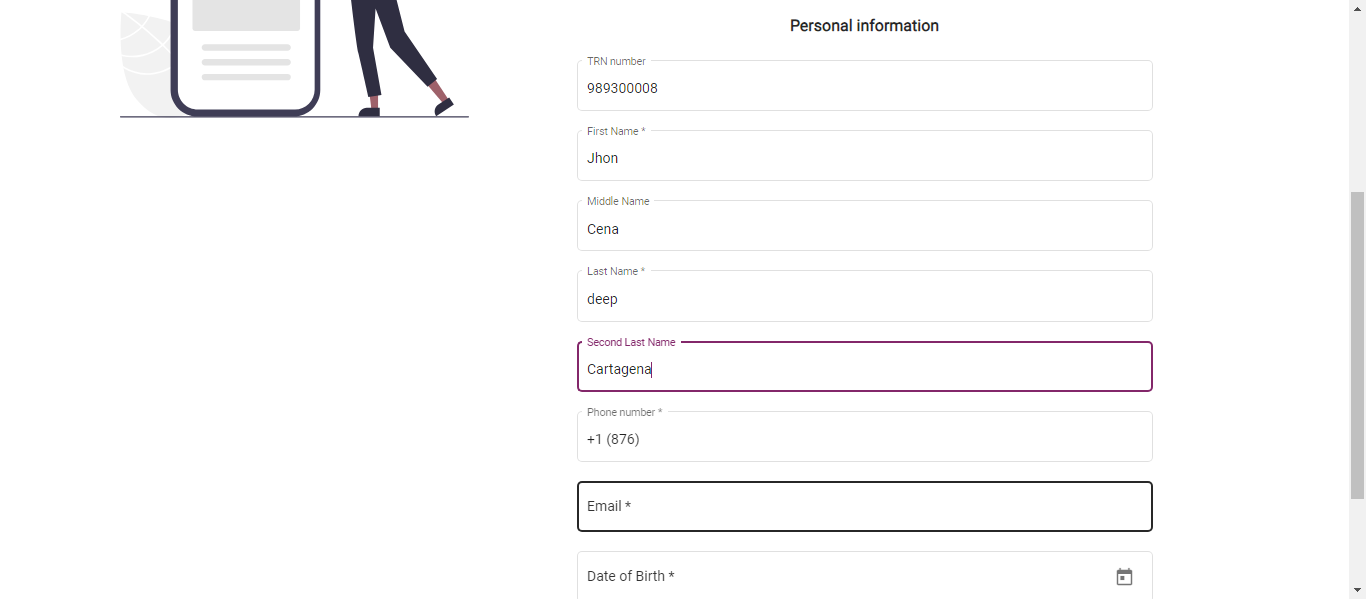 Personal information
TRN number
989300008
First Name *
Jhon
Middle Name
Cena
Last Name *
deep
Second Last Name
Cartagena
Phone number *
+1 (876)
Email *
Date of Birth *